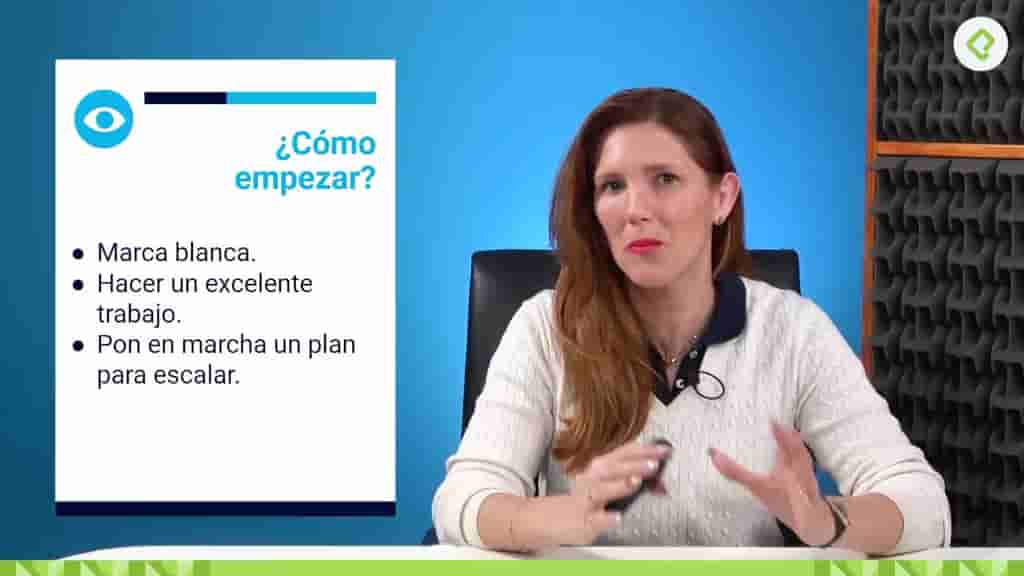 ¿Cómo
empezar?
● Marca blanca.
● Hacer un excelente
trabajo.
● Pon en marcha un plan
para escalar.